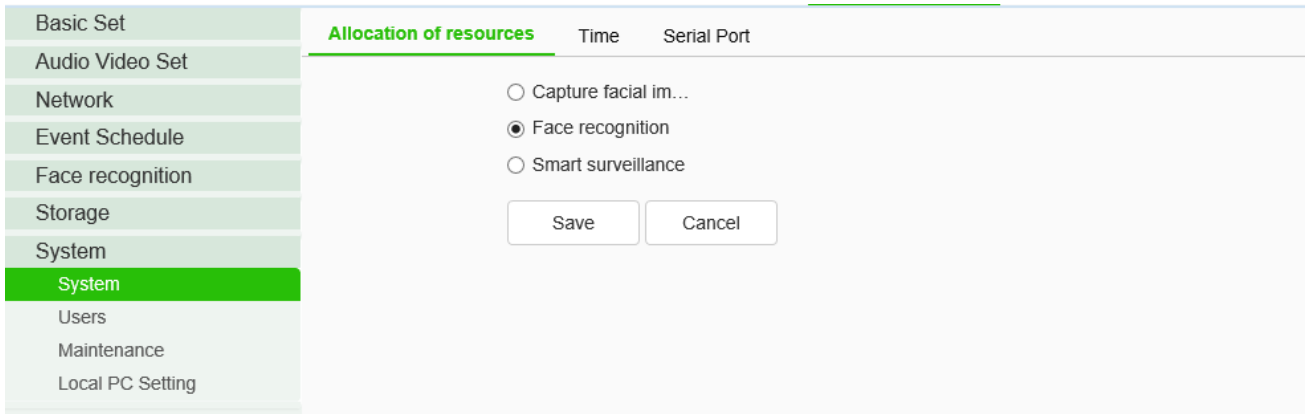 Basic Set
Audio Video Set
Network
Event Schedule
Face recognition
Storage
System
System
Users
Maintenance
Local PC Setting
Allocation of resources Time Serial Port
Capture facial im...
Face recognition
Smart surveillance
Save Cancel